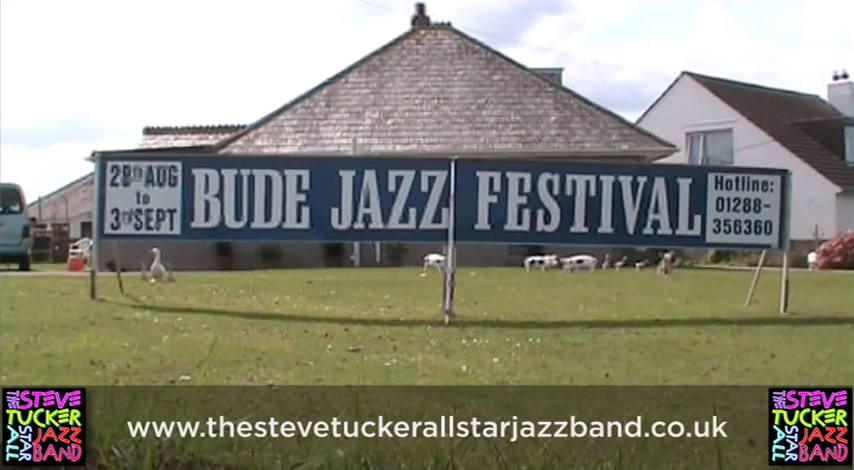 28th AUG
to
3rd SEPT
BUDE JAZZ FESTIVAL
Hotline:
01288-
356360
THE STEVE
TUCKER
ALL STAR JAZZ
BAND
www.thestevetuckerallstarjazzband.co.uk
THE STEVE
TUCKER
ALL STAR JAZZ
BAND